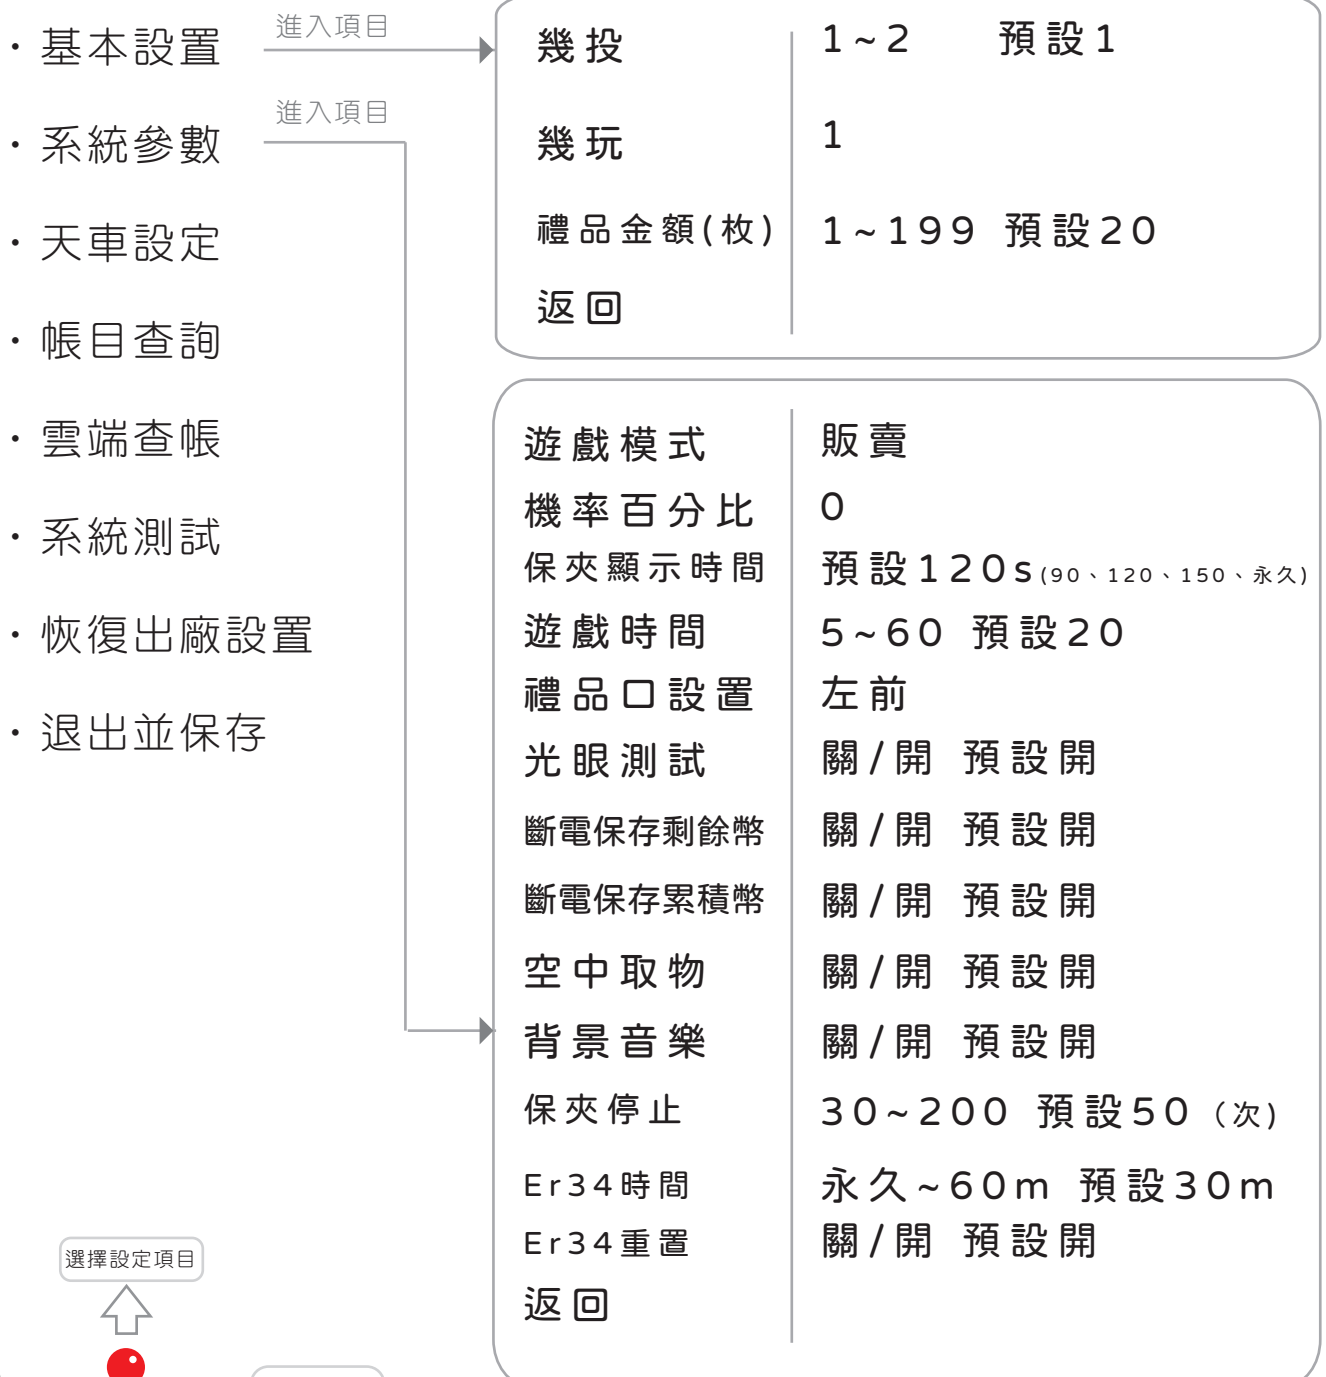 ・基本設置
進入項目
・系統參數
進入項目
・天車設定
・帳目查詢
・雲端查帳
・系統測試
・恢復出廠設置
・退出並保存
幾投 1~2 預設1
幾玩 1
禮品金額(枚) 1~199 預設20
返回
遊戲模式 販賣
機率百分比 0
保夾顯示時間 預設120s(90、120、150、永久)
遊戲時間 5~60 預設20
禮品口設置 左前
光眼測試 關/開 預設開
斷電保存剩餘幣 關/開 預設開
斷電保存累積幣 關/開 預設開
空中取物 關/開 預設開
背景音樂 關/開 預設開
保夾停止 30~200 預設50(次)
Er34時間 永久~60m 預設30m
Er34重置 關/開 預設開
返回
選擇設定項目